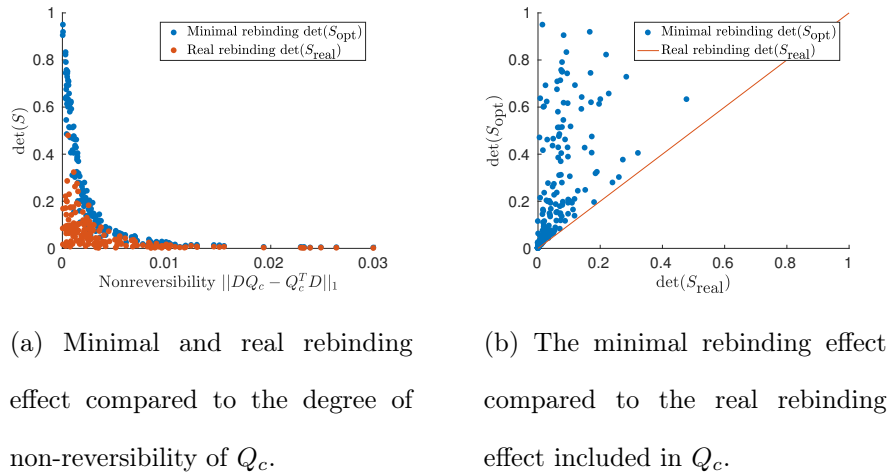 1
0.8
0.6
0.4
0.2
0
det(S)
Minimal rebinding det(S_opt)
Real rebinding det(S_real)
0 0.01 0.02 0.03
Nonreversibility ||DQ_c − Q_c^T D||_1
1
0.8
0.6
0.4
0.2
0
det(S_opt)
Minimal rebinding det(S_opt)
Real rebinding det(S_real)
0 0.2 0.4 0.6 0.8 1
det(S_real)
(a) Minimal and real rebinding
effect compared to the degree of
non-reversibility of Q_c.
(b) The minimal rebinding effect
compared to the real rebinding
effect included in Q_c.